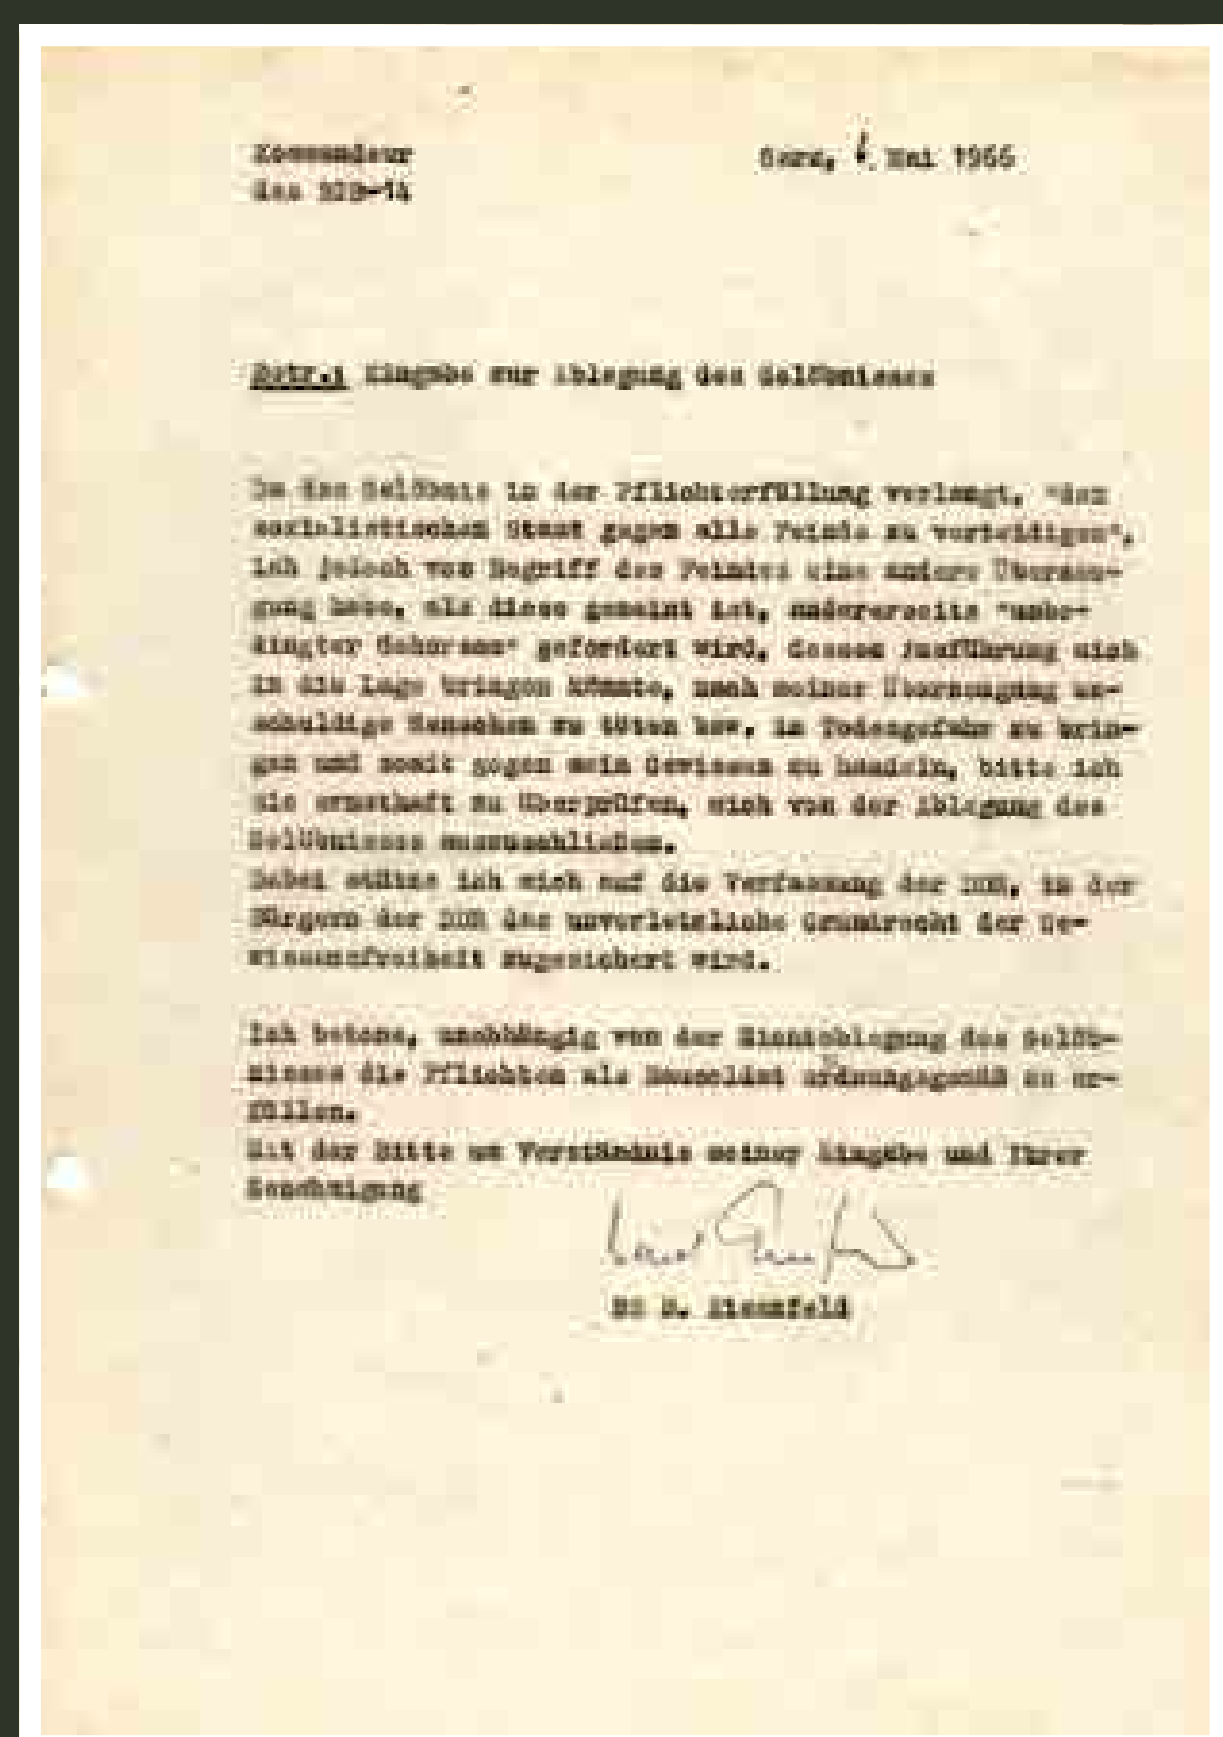 Kommandeur
des
Garz, Mai 1966
Betr.: Eingabe zur Ablegung des Gelöbnisses
Da das Gelöbnis in der Pflichterfüllung verlangt, "den
sozialistischen Staat gegen alle Feinde zu verteidigen",
ich jedoch vom Begriff des Feindes eine andere Überzeu-
gung habe, als diese gemeint ist, andererseits "unbe-
dingter Gehorsam" gefordert wird, dessen Ausführung mich
in die Lage bringen könnte, nach meiner Überzeugung un-
schuldige Menschen zu töten bzw. in Todesgefahr zu brin-
gen und somit gegen mein Gewissen zu handeln, bitte ich
sie ernsthaft zu überprüfen, mich von der Ablegung des
Gelöbnisses auszuschließen.
Dabei stütze ich mich auf die Verfassung der DDR, in der
Bürgern der DDR das unverletzliche Grundrecht der Ge-
wissensfreiheit zugesichert wird.
Ich betone, unabhängig von der Nichtablegung des Gelöb-
nisses die Pflichten als Bausoldat ordnungsgemäß zu er-
füllen.
Mit der Bitte um Verständnis meiner Eingabe und Ihrer
Genehmigung